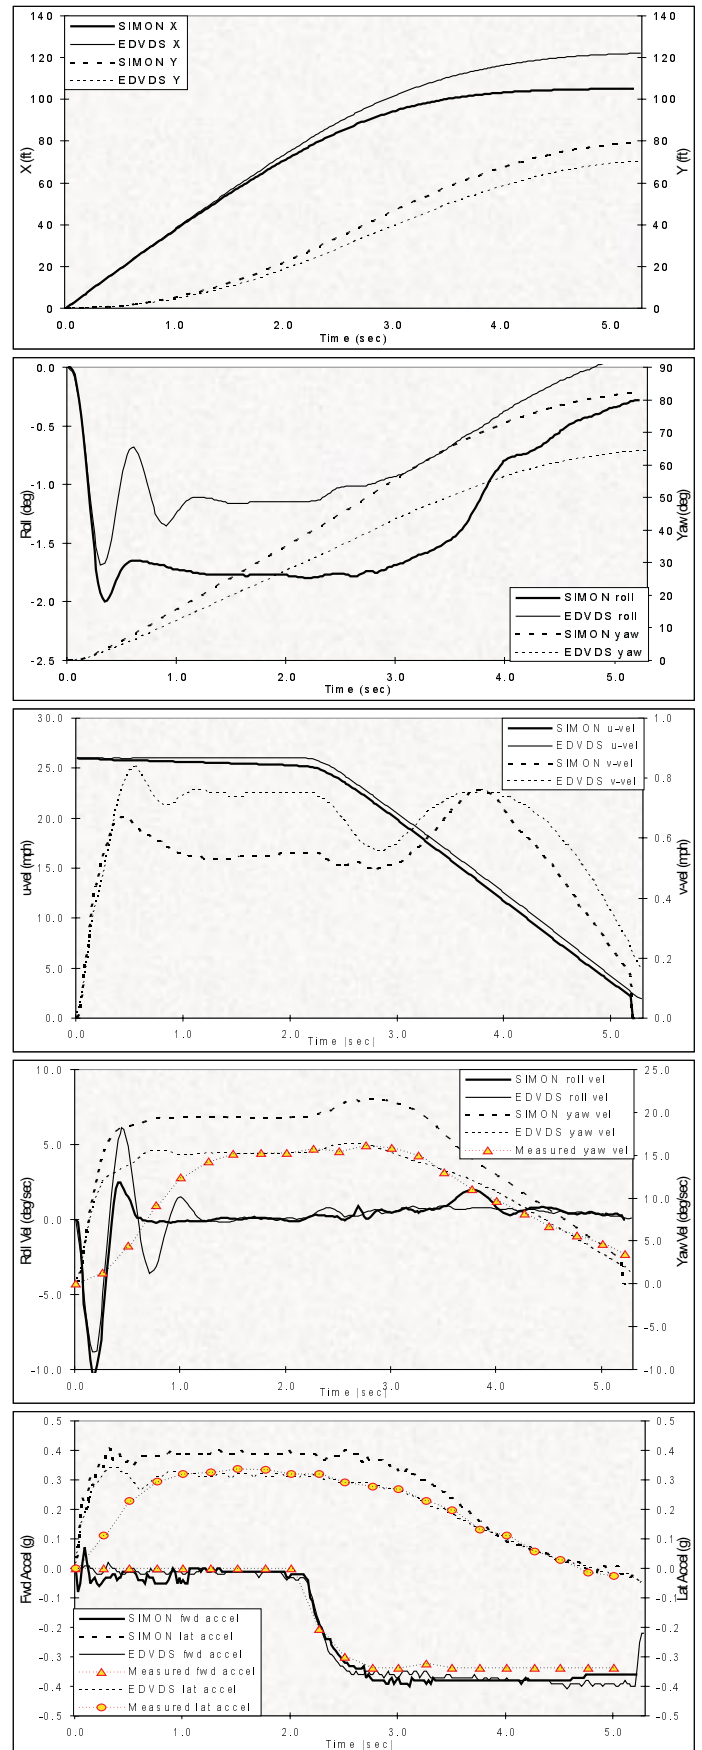 140
120
100
80
60
40
20
0
X (ft)
SIMON X
EDVDS X
SIMON Y
EDVDS Y
140
120
100
80
60
40
20
0
Y (ft)
0.0 1.0 2.0 3.0 4.0 5.0
Time (sec)
0.0
-0.5
-1.0
-1.5
-2.0
-2.5
Roll (deg)
90
80
70
60
50
40
30
20
10
0
Yaw (deg)
SIMON roll
EDVDS roll
SIMON yaw
EDVDS yaw
0.0 1.0 2.0 3.0 4.0 5.0
Time (sec)
30.0
25.0
20.0
15.0
10.0
5.0
0.0
u-vel (mph)
SIMON u-vel
EDVDS u-vel
SIMON v-vel
EDVDS v-vel
1.0
0.8
0.6
0.4
0.2
0.0
v-vel (mph)
0.0 1.0 2.0 3.0 4.0 5.0
Time (sec)
10.0
5.0
0.0
-5.0
-10.0
Roll Vel (deg/sec)
SIMON roll vel
EDVDS roll vel
SIMON yaw vel
EDVDS yaw vel
Measured yaw vel
25.0
20.0
15.0
10.0
5.0
0.0
-5.0
-10.0
Yaw Vel (deg/sec)
0.0 1.0 2.0 3.0 4.0 5.0
Time (sec)
0.5
0.4
0.3
0.2
0.1
0.0
-0.1
-0.2
-0.3
-0.4
-0.5
Fwd Accel (g)
SIMON fwd accel
SIMON lat accel
EDVDS fwd accel
Measured fwd accel
EDVDS lat accel
Measured lat accel
0.5
0.4
0.3
0.2
0.1
0.0
-0.1
-0.2
-0.3
-0.4
-0.5
Lat Accel (g)
0.0 1.0 2.0 3.0 4.0 5.0
Time (sec)